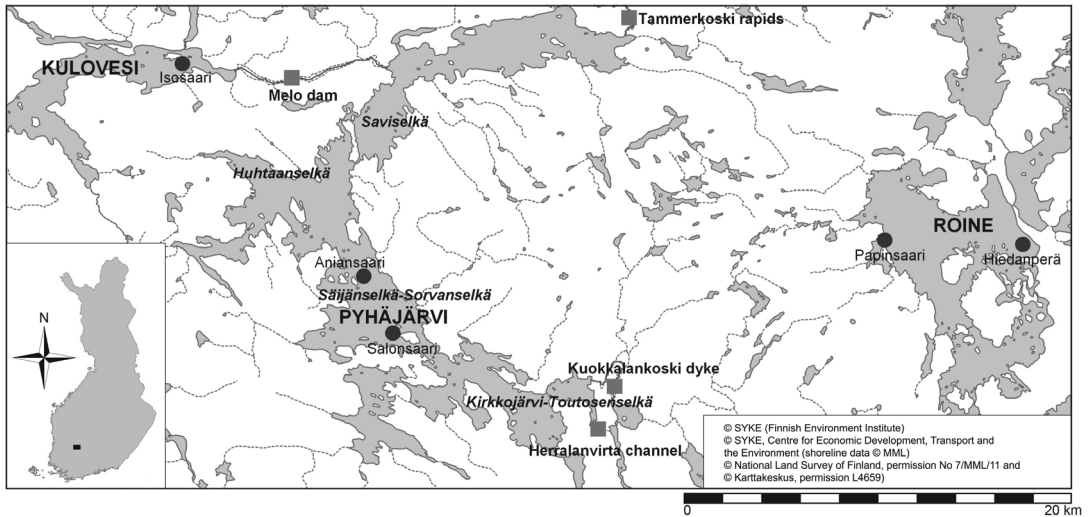 Tammerkoski rapids
KULOVESI
Isosaari
Melo dam
Saviselkä
Huhtaanselkä
ROINE
Papinsaari
Hiedanperä
Aniansaari
Säijänselkä-Sorvanselkä
PYHÄJÄRVI
Salonsaari
N
Kuokkalankoski dyke
Kirkkojärvi-Toutosenselkä
Herralanvirta channel
© SYKE (Finnish Environment Institute)
© SYKE, Centre for Economic Development, Transport and
the Environment (shoreline data © MML)
© National Land Survey of Finland, permission No 7/MML/11 and
© Karttakeskus, permission L4659)
0
20 km